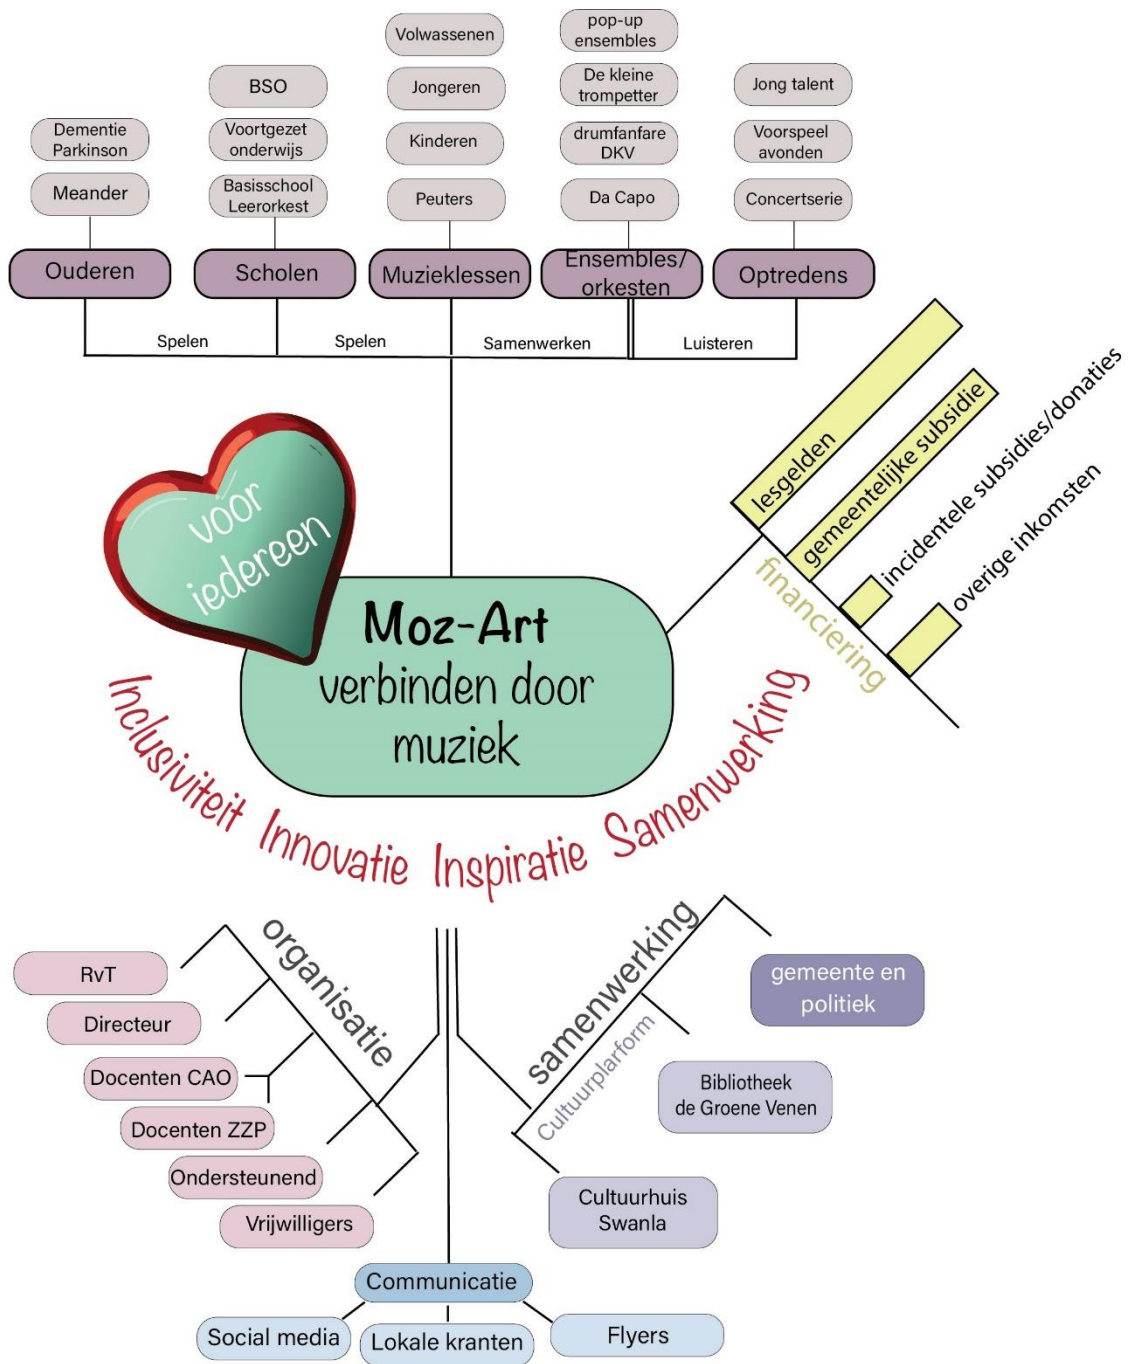 Volwassenen
pop-up
ensembles
BSO
Jongeren
De kleine
trompetter
Jong talent
Dementie
Parkinson
Voortgezet
onderwijs
Kinderen
drumfanfare
DKV
Voorspeel
avonden
Meander
Basisschool
Leerorkest
Peuters
Da Capo
Concertserie
Ouderen
Scholen
Muzieklessen
Ensembles/
orkesten
Optredens
Spelen
Spelen
Samenwerken
Luisteren
lesgelden
gemeentelijke subsidie
incidentele subsidies/donaties
overige inkomsten
financiering
voor
iedereen
Moz-Art
verbinden door
muziek
Inclusiviteit Innovatie Inspiratie Samenwerking
organisatie
RvT
Directeur
Docenten CAO
Docenten ZZP
Ondersteunend
Vrijwilligers
samenwerking
Cultuurplarform
gemeente en
politiek
Bibliotheek
de Groene Venen
Cultuurhuis
Swanla
Communicatie
Social media
Lokale kranten
Flyers